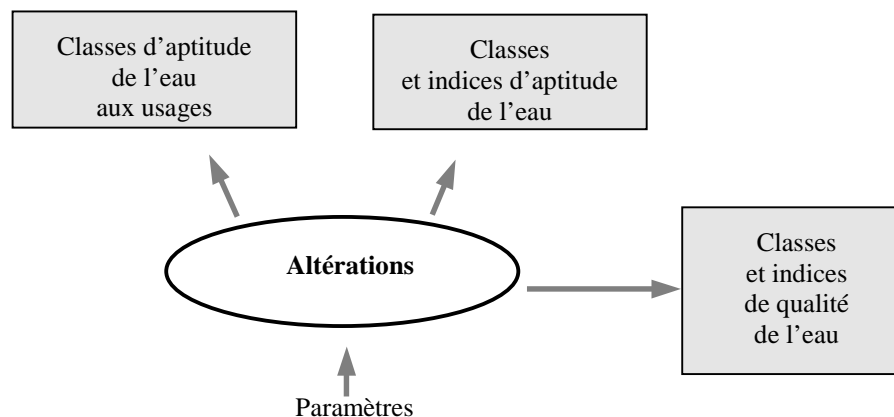 Classes d’aptitude
de l’eau
aux usages
Classes
et indices d’aptitude
de l’eau
Altérations
Classes
et indices
de qualité
de l’eau
Paramètres